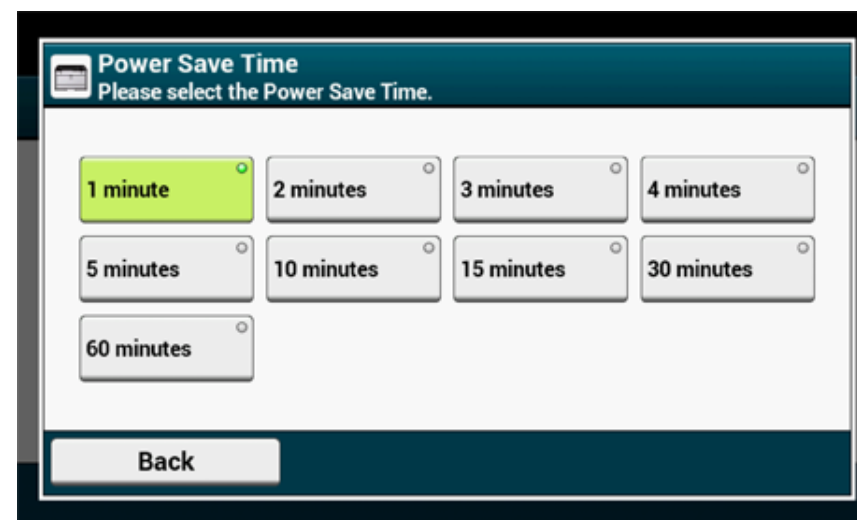 Power Save Time
Please select the Power Save Time.
1 minute
2 minutes
3 minutes
4 minutes
5 minutes
10 minutes
15 minutes
30 minutes
60 minutes
Back